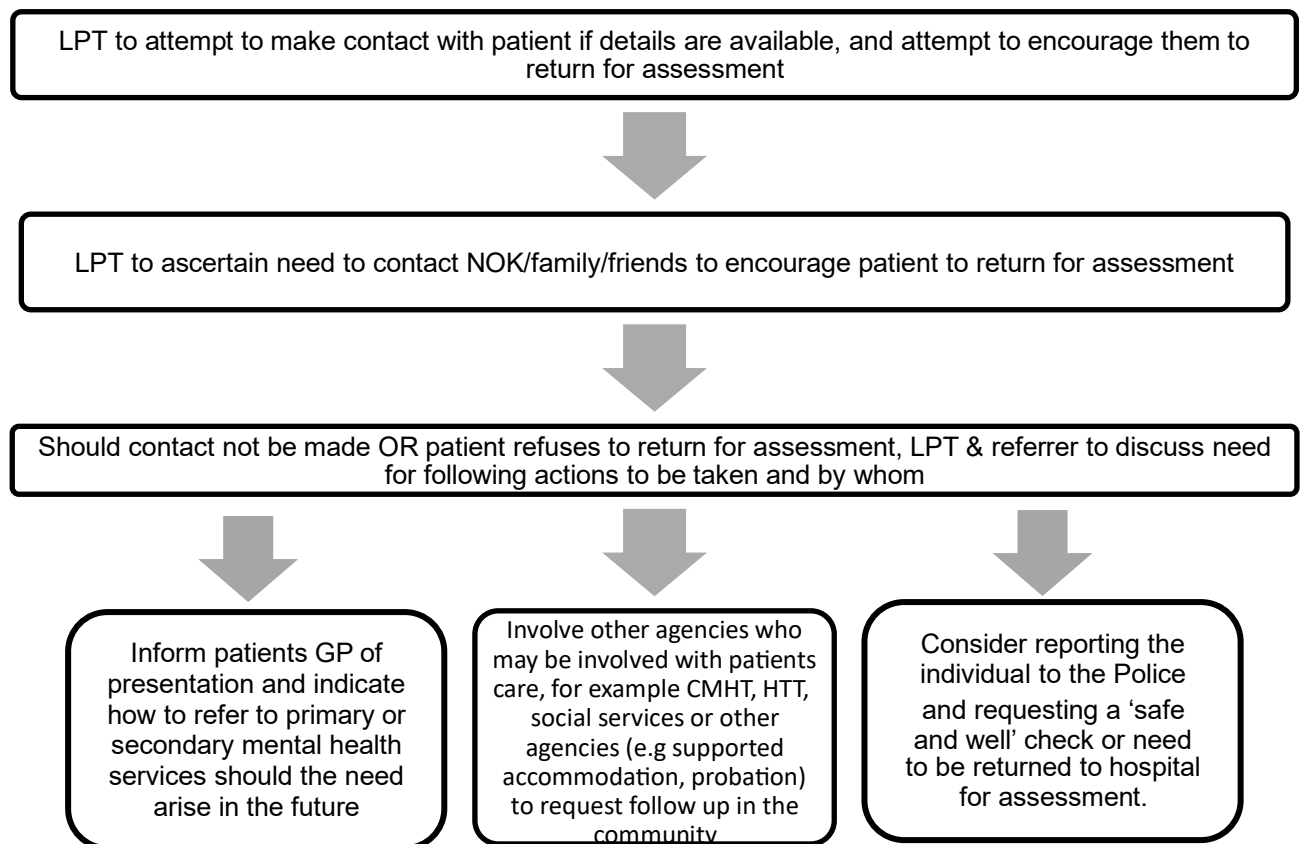 LPT to attempt to make contact with patient if details are available, and attempt to encourage them to
return for assessment
LPT to ascertain need to contact NOK/family/friends to encourage patient to return for assessment
Should contact not be made OR patient refuses to return for assessment, LPT & referrer to discuss need
for following actions to be taken and by whom
Inform patients GP of
presentation and indicate
how to refer to primary or
secondary mental health
services should the need
arise in the future
Involve other agencies who
may be involved with patients
care, for example CMHT, HTT,
social services or other
agencies (e.g supported
accommodation, probation)
to request follow up in the
community
Consider reporting the
individual to the Police
and requesting a ‘safe
and well’ check or need
to be returned to hospital
for assessment.